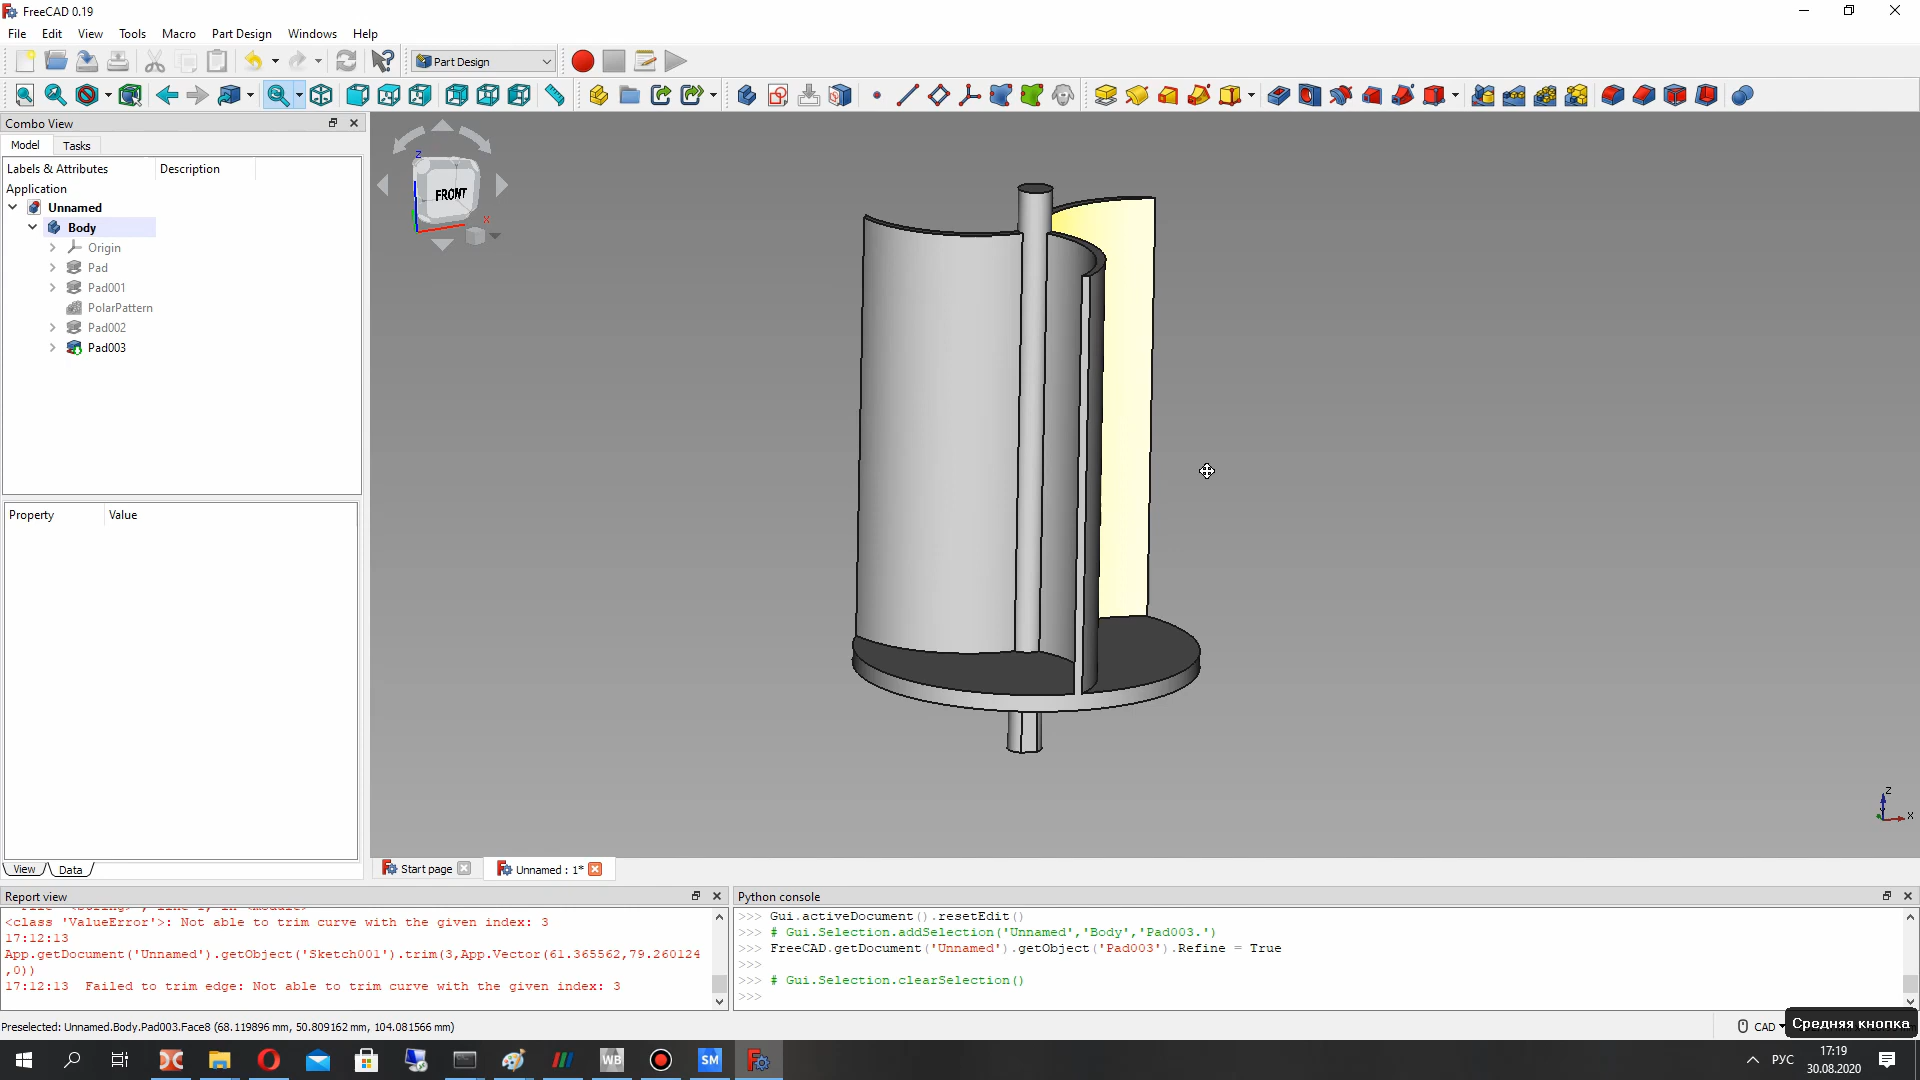 FreeCAD 0.19
File Edit View Tools Macro Part Design Windows Help
Part Design
Combo View
Model Tasks
Labels & Attributes Description
Application
Unnamed
Body
Origin
Pad
Pad001
PolarPattern
Pad002
Pad003
Property Value
View Data
Z
FRONT
X
Z
X
Start page Unnamed : 1*
Report view
<class 'ValueError'>: Not able to trim curve with the given index: 3
17:12:13
App.getDocument('Unnamed').getObject('Sketch001').trim(3,App.Vector(61.365562,79.260124
,0))
17:12:13 Failed to trim edge: Not able to trim curve with the given index: 3
Python console
>>> Gui.activeDocument().resetEdit()
>>> # Gui.Selection.addSelection('Unnamed','Body','Pad003.')
>>> FreeCAD.getDocument('Unnamed').getObject('Pad003').Refine = True
>>>
>>> # Gui.Selection.clearSelection()
>>>
Preselected: Unnamed.Body.Pad003.Face8 (68.119896 mm, 50.809162 mm, 104.081566 mm)
CAD
Средняя кнопка
WB
SM
РУС
17:19
30.08.2020